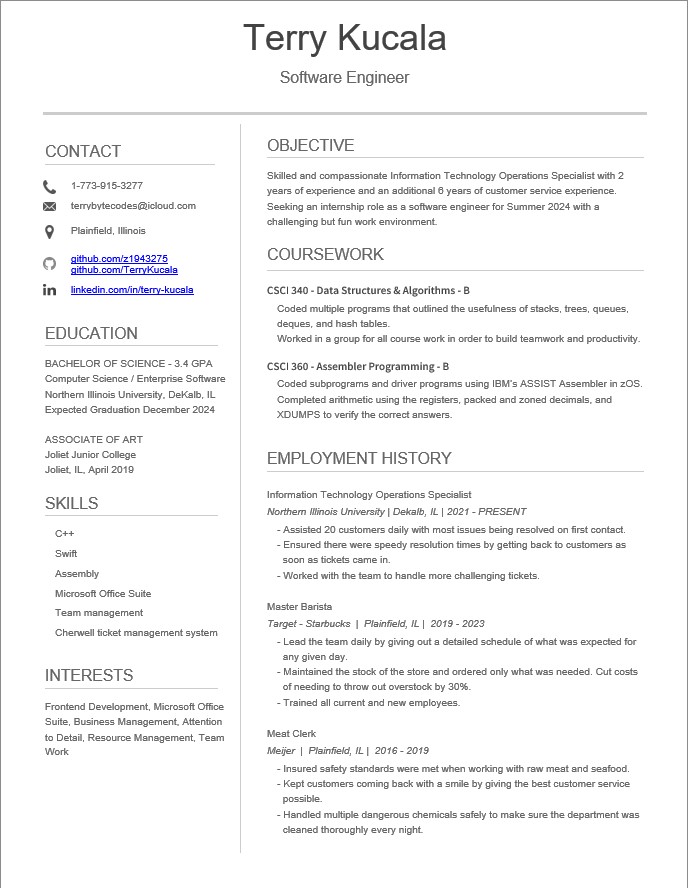 Terry Kucala
Software Engineer
CONTACT
1-773-915-3277
terrybytecodes@icloud.com
Plainfield, Illinois
github.com/z1943275
github.com/TerryKucala
linkedin.com/in/terry-kucala
EDUCATION
BACHELOR OF SCIENCE - 3.4 GPA
Computer Science / Enterprise Software
Northern Illinois University, DeKalb, IL
Expected Graduation December 2024
ASSOCIATE OF ART
Joliet Junior College
Joliet, IL, April 2019
SKILLS
C++
Swift
Assembly
Microsoft Office Suite
Team management
Cherwell ticket management system
INTERESTS
Frontend Development, Microsoft Office
Suite, Business Management, Attention
to Detail, Resource Management, Team
Work
OBJECTIVE
Skilled and compassionate Information Technology Operations Specialist with 2
years of experience and an additional 6 years of customer service experience.
Seeking an internship role as a software engineer for Summer 2024 with a
challenging but fun work environment.
COURSEWORK
CSCI 340 - Data Structures & Algorithms - B
Coded multiple programs that outlined the usefulness of stacks, trees, queues,
deques, and hash tables.
Worked in a group for all course work in order to build teamwork and productivity.
CSCI 360 - Assembler Programming - B
Coded subprograms and driver programs using IBM's ASSIST Assembler in zOS.
Completed arithmetic using the registers, packed and zoned decimals, and
XDUMPS to verify the correct answers.
EMPLOYMENT HISTORY
Information Technology Operations Specialist
Northern Illinois University | Dekalb, IL | 2021 - PRESENT
- Assisted 20 customers daily with most issues being resolved on first contact.
- Ensured there were speedy resolution times by getting back to customers as
soon as tickets came in.
- Worked with the team to handle more challenging tickets.
Master Barista
Target - Starbucks | Plainfield, IL | 2019 - 2023
- Lead the team daily by giving out a detailed schedule of what was expected for
any given day.
- Maintained the stock of the store and ordered only what was needed. Cut costs
of needing to throw out overstock by 30%.
- Trained all current and new employees.
Meat Clerk
Meijer | Plainfield, IL | 2016 - 2019
- Insured safety standards were met when working with raw meat and seafood.
- Kept customers coming back with a smile by giving the best customer service
possible.
- Handled multiple dangerous chemicals safely to make sure the department was
cleaned thoroughly every night.